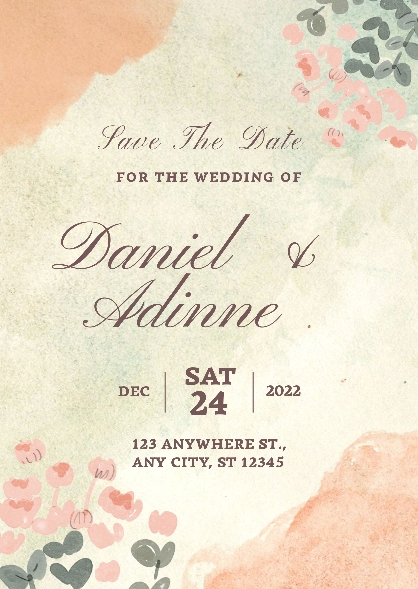 Save The Date
FOR THE WEDDING OF
Daniel &
Adinne
DEC SAT 24 2022
123 ANYWHERE ST.,
ANY CITY, ST 12345